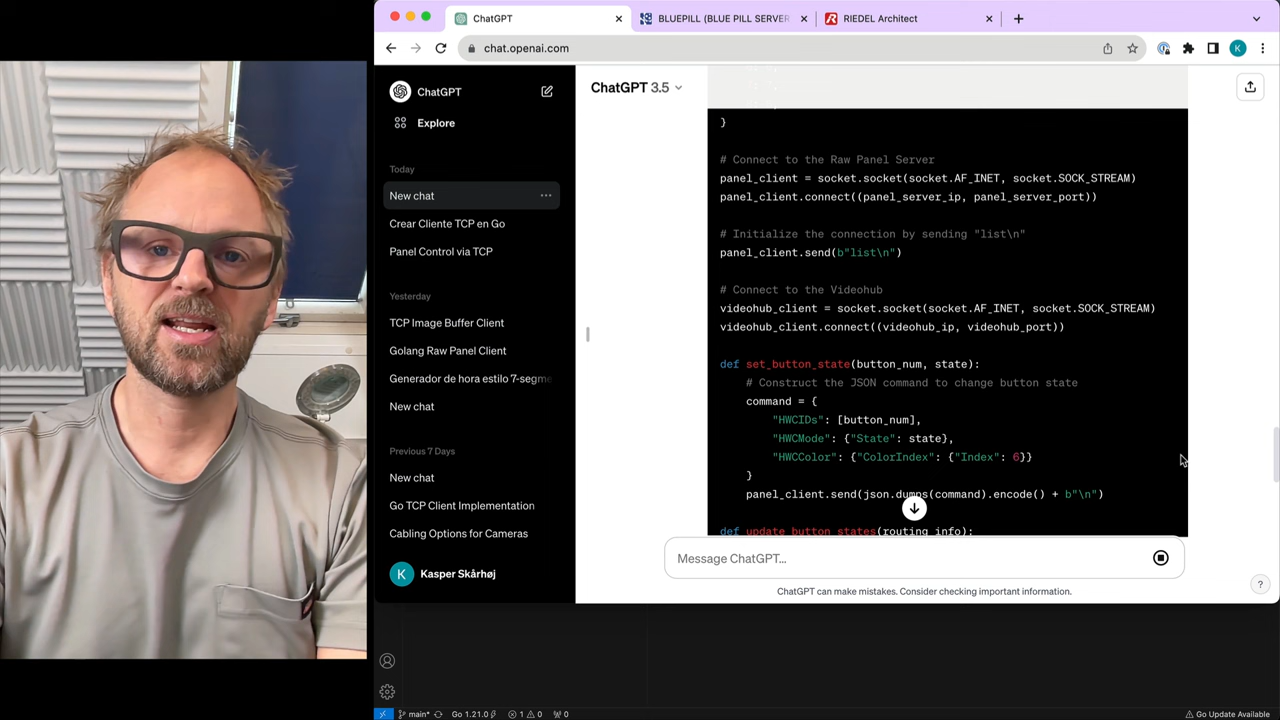 ChatGPT
BLUEPILL (BLUE PILL SERVER
RIEDEL Architect
chat.openai.com
K
ChatGPT
Explore
Today
New chat
Crear Cliente TCP en Go
Panel Control via TCP
Yesterday
TCP Image Buffer Client
Golang Raw Panel Client
Generador de hora estilo 7-segme
New chat
Previous 7 Days
New chat
Go TCP Client Implementation
Cabling Options for Cameras
K Kasper Skårhøj
ChatGPT 3.5
}
# Connect to the Raw Panel Server
panel_client = socket.socket(socket.AF_INET, socket.SOCK_STREAM)
panel_client.connect((panel_server_ip, panel_server_port))
# Initialize the connection by sending "list\n"
panel_client.send(b"list\n")
# Connect to the Videohub
videohub_client = socket.socket(socket.AF_INET, socket.SOCK_STREAM)
videohub_client.connect((videohub_ip, videohub_port))
def set_button_state(button_num, state):
# Construct the JSON command to change button state
command = {
"HWCIDs": [button_num],
"HWCMode": {"State": state},
"HWCColor": {"ColorIndex": {"Index": 6}}
}
panel_client.send(json.dumps(command).encode() + b"\n")
def update_button_states(routing_info):
Message ChatGPT...
ChatGPT can make mistakes. Consider checking important information.
?
main* Go 1.21.0 1 0 0 Go Update Available